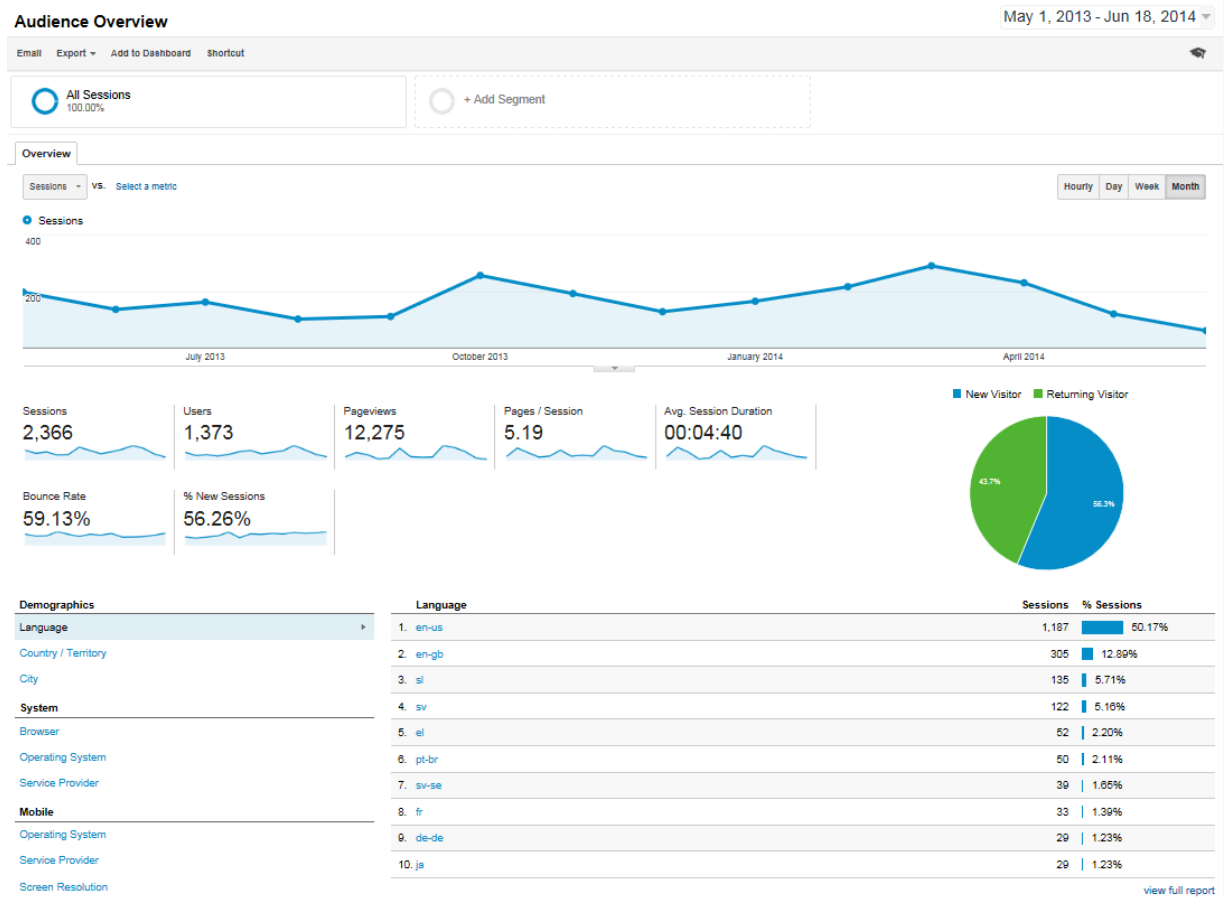 Audience Overview
May 1, 2013 - Jun 18, 2014
Email Export Add to Dashboard Shortcut
All Sessions
100.00%
+ Add Segment
Overview
Sessions VS. Select a metric
Hourly Day Week Month
Sessions
400
200
July 2013 October 2013 January 2014 April 2014
New Visitor Returning Visitor
Sessions Users Pageviews Pages / Session Avg. Session Duration
2,366 1,373 12,275 5.19 00:04:40
43.7%
56.3%
Bounce Rate % New Sessions
59.13% 56.26%
Demographics
Language
Country / Territory
City
System
Browser
Operating System
Service Provider
Mobile
Operating System
Service Provider
Screen Resolution
Language Sessions % Sessions
1. en-us 1,187 50.17%
2. en-gb 305 12.89%
3. sl 135 5.71%
4. sv 122 5.16%
5. el 52 2.20%
6. pt-br 50 2.11%
7. sv-se 39 1.65%
8. fr 33 1.39%
9. de-de 29 1.23%
10. ja 29 1.23%
view full report